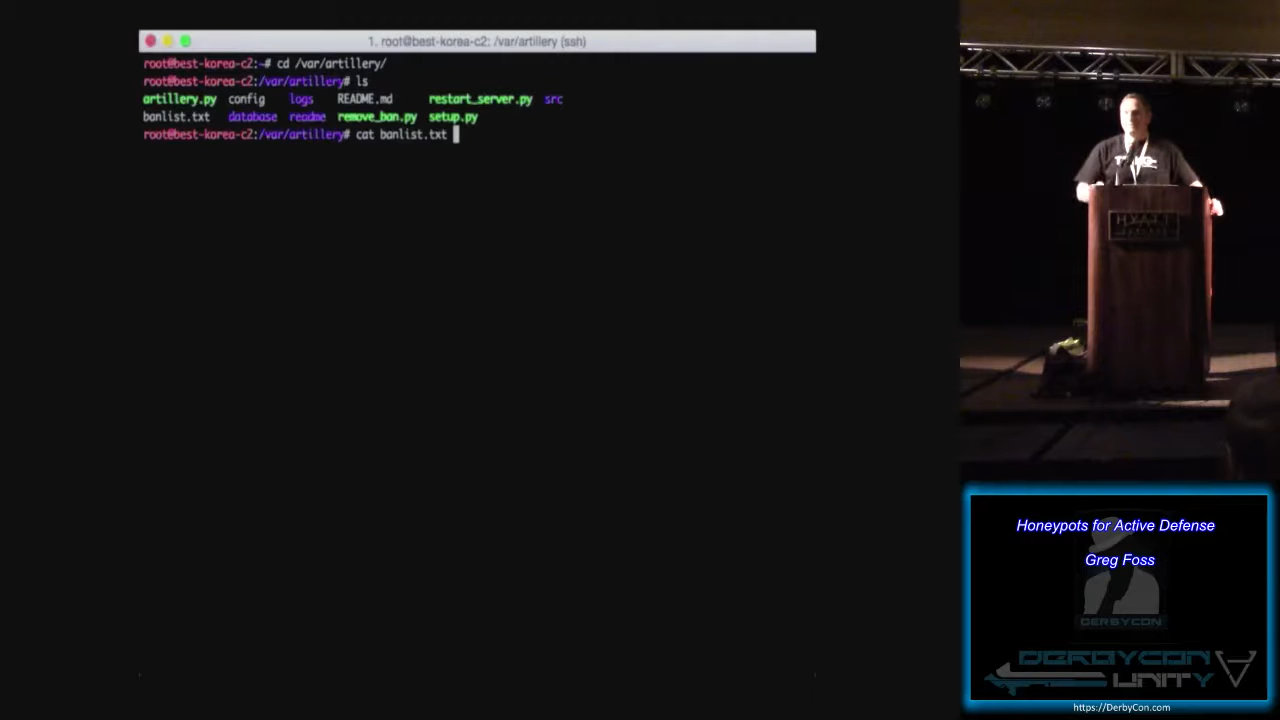 1. root@best-korea-c2: /var/artillery (ssh)
root@best-korea-c2:~# cd /var/artillery/
root@best-korea-c2:/var/artillery# ls
artillery.py config logs README.md restart_server.py src
banlist.txt database readme remove_ban.py setup.py
root@best-korea-c2:/var/artillery# cat banlist.txt
HYATT
Honeypots for Active Defense
Greg Foss
DERBYCON
DERBYCON
UNITY
https://DerbyCon.com